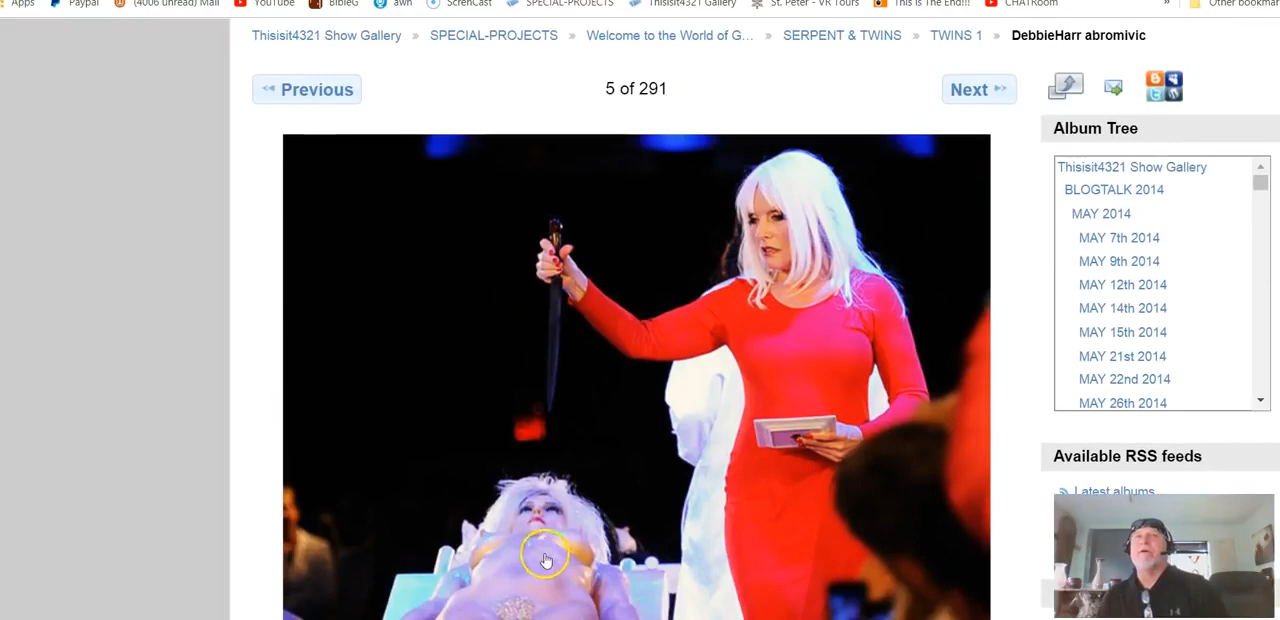 Apps Paypal (4006 unread) Mail YouTube BibleG awn ScrenCast SPECIAL-PROJECTS Thisisit4321 Gallery St. Peter - VR Tours This Is The End!!! CHATRoom » Other bookmar
Thisisit4321 Show Gallery » SPECIAL-PROJECTS » Welcome to the World of G... » SERPENT & TWINS » TWINS 1 » DebbieHarr abromivic
Previous 5 of 291 Next
Album Tree
Thisisit4321 Show Gallery
BLOGTALK 2014
MAY 2014
MAY 7th 2014
MAY 9th 2014
MAY 12th 2014
MAY 14th 2014
MAY 15th 2014
MAY 21st 2014
MAY 22nd 2014
MAY 26th 2014
Available RSS feeds
Latest albums